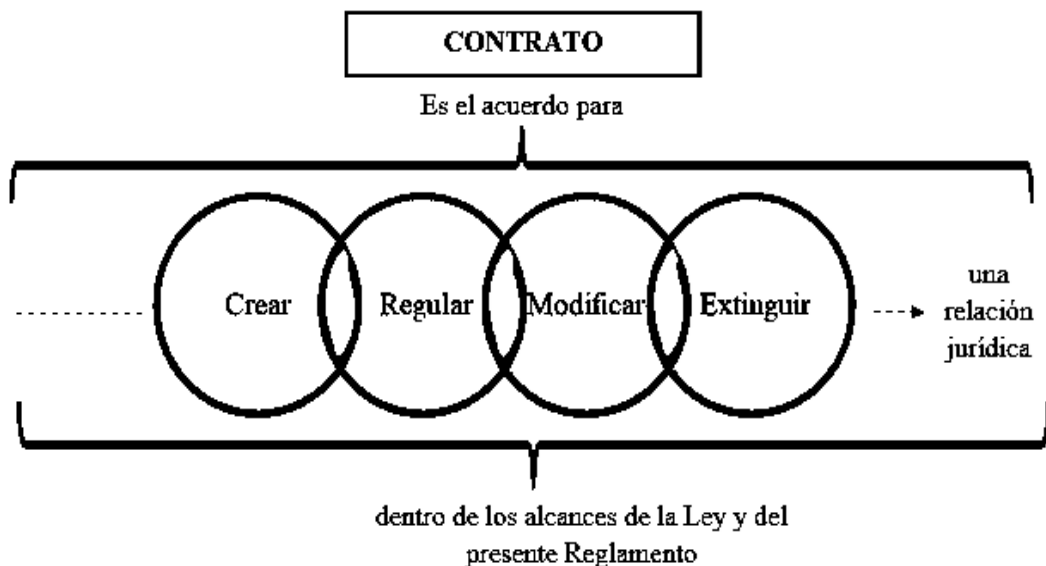 CONTRATO
Es el acuerdo para
Crear
Regular
Modificar
Extinguir
una
relación
jurídica
dentro de los alcances de la Ley y del
presente Reglamento